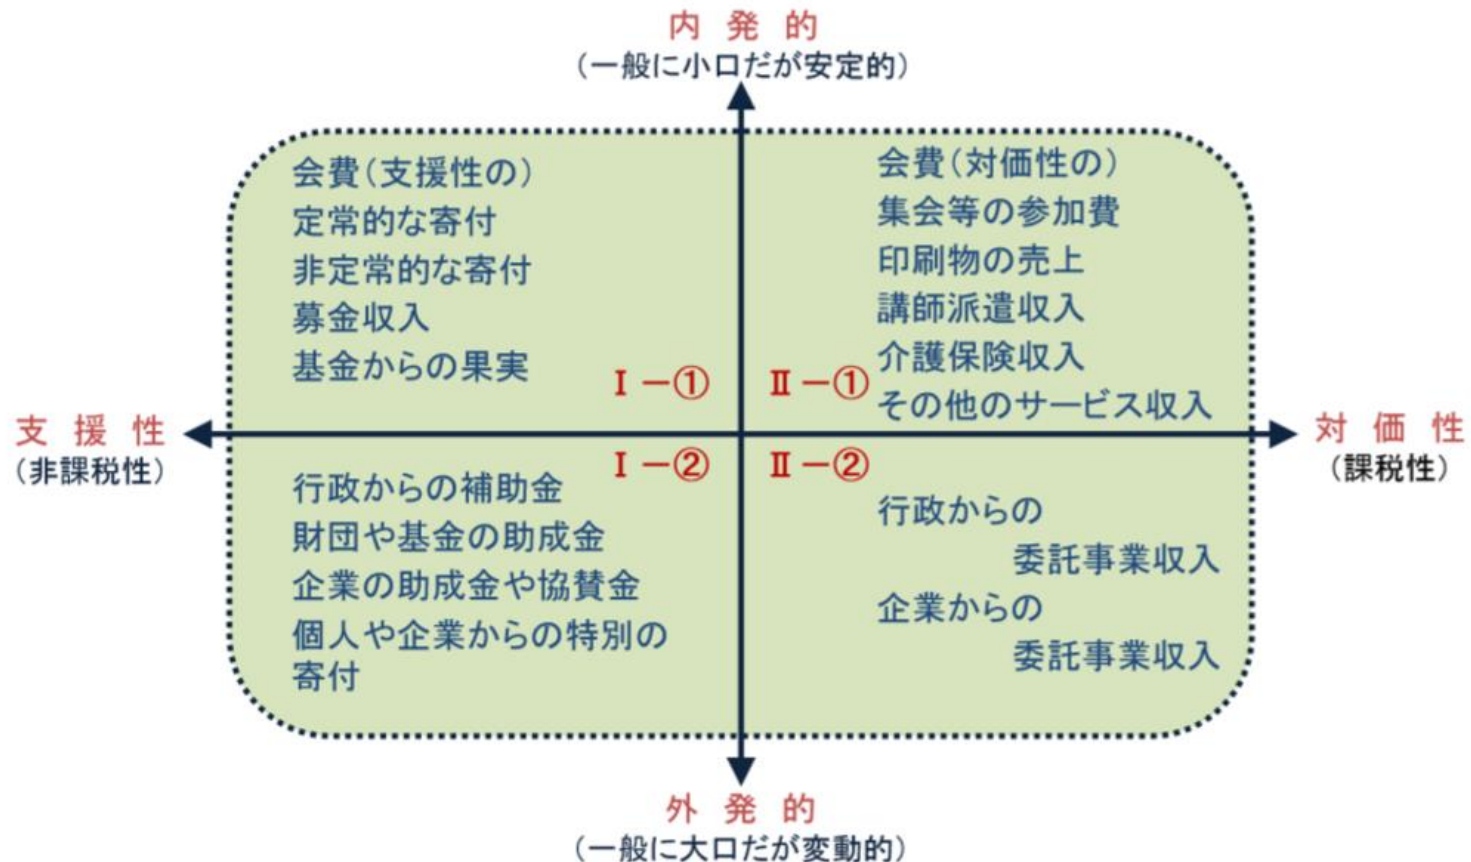 内 発 的
（一般に小口だが安定的）
会費（支援性の）
定常的な寄付
非定常的な寄付
募金収入
基金からの果実
Ⅰ－①
会費（対価性の）
集会等の参加費
印刷物の売上
講師派遣収入
介護保険収入
その他のサービス収入
Ⅱ－①
支 援 性
（非課税性）
対 価 性
（課税性）
Ⅰ－②
行政からの補助金
財団や基金の助成金
企業の助成金や協賛金
個人や企業からの特別の
寄付
Ⅱ－②
行政からの
委託事業収入
企業からの
委託事業収入
外 発 的
（一般に大口だが変動的）